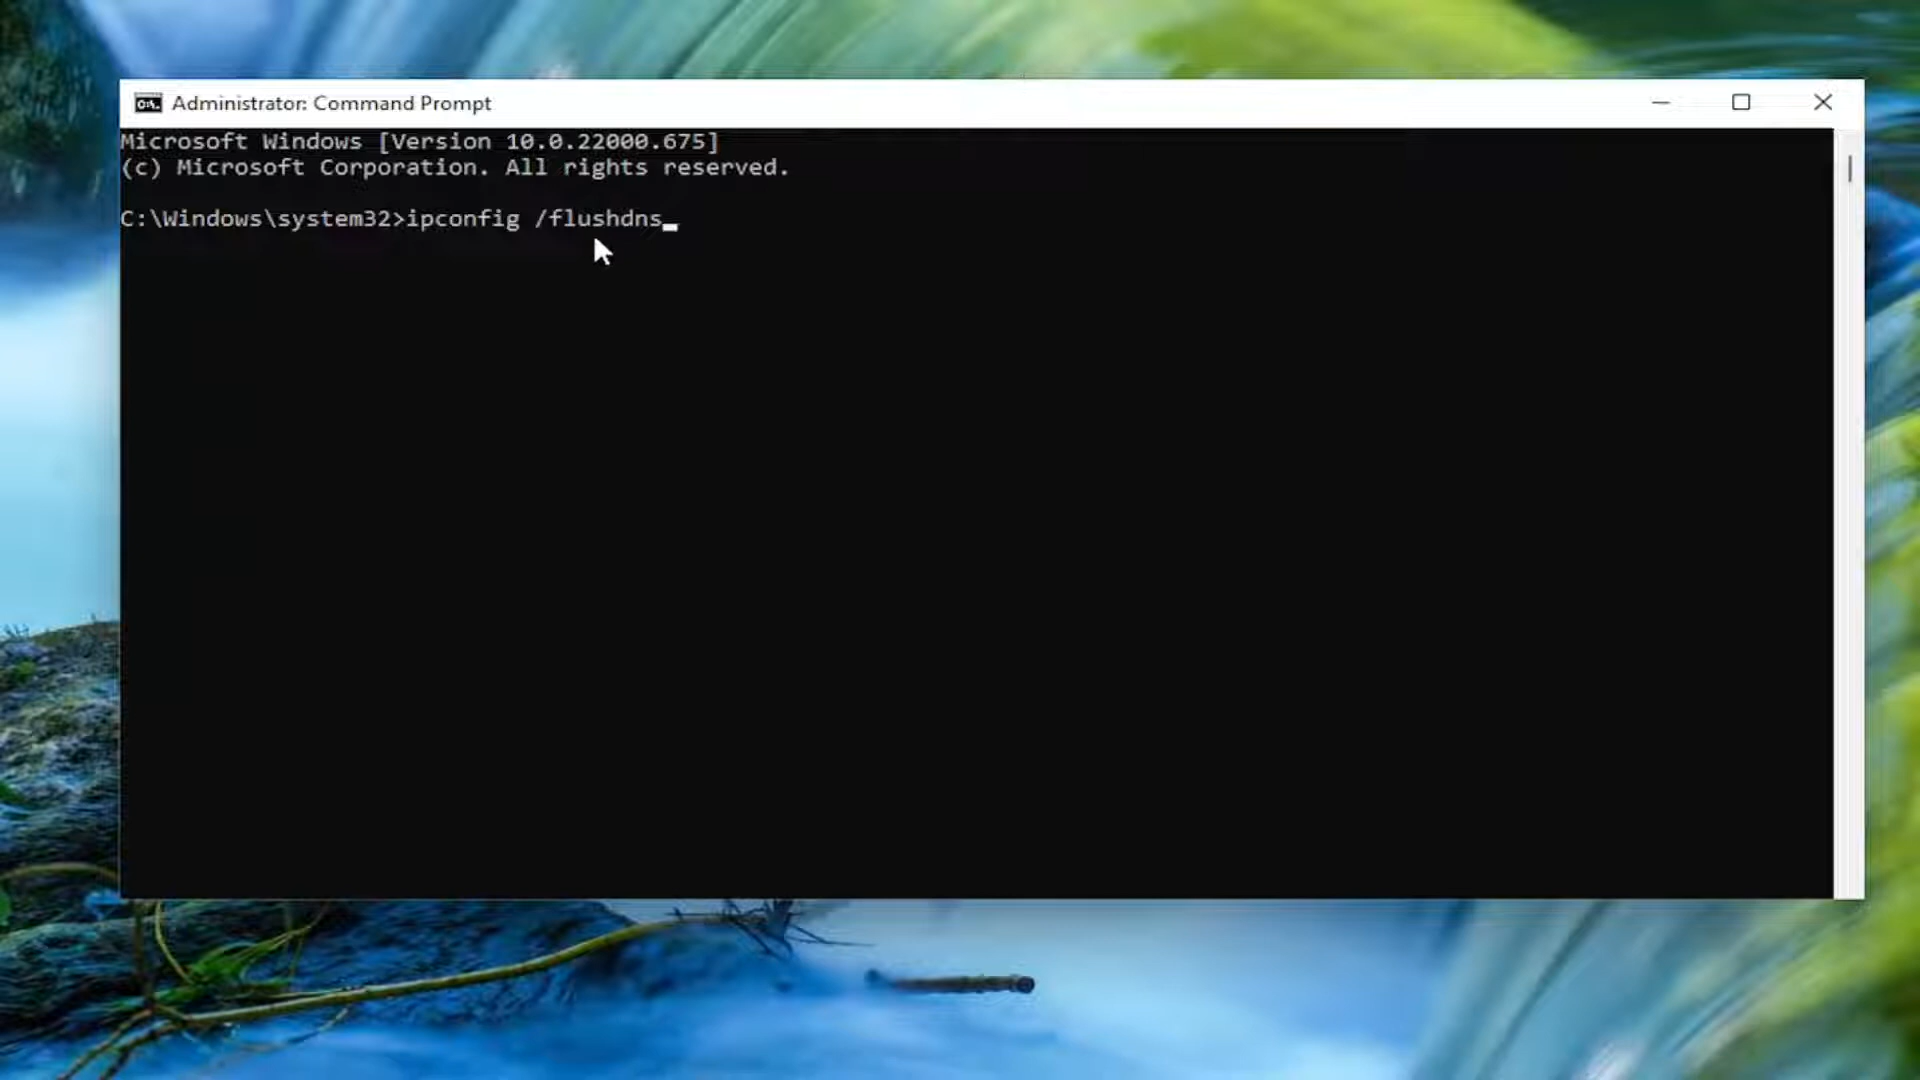 Administrator: Command Prompt
Microsoft Windows [Version 10.0.22000.675]
(c) Microsoft Corporation. All rights reserved.
C:\Windows\system32>ipconfig /flushdns